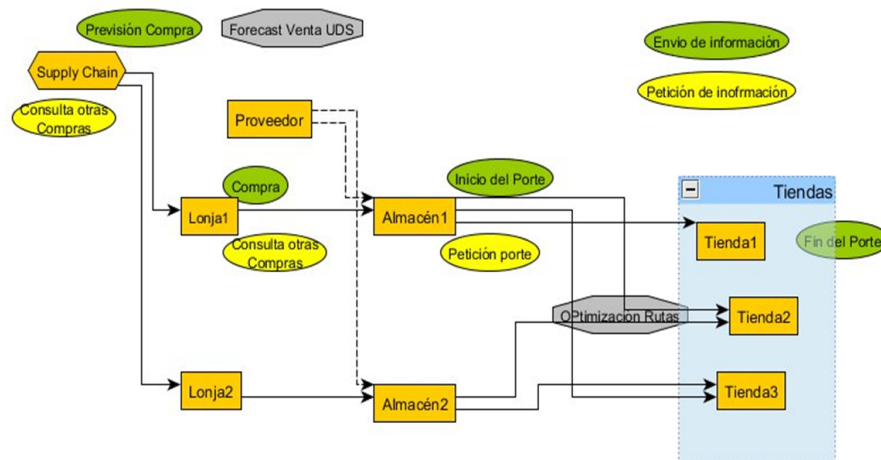 Previsión Compra
Forecast Venta UDS
Envio de información
Supply Chain
Petición de inofrmación
Consulta otras
Compras
Proveedor
Compra
Inicio del Porte
Tiendas
Lonja1
Almacén1
Tienda1
Fin del Porte
Consulta otras
Compras
Petición porte
OPtimización Rutas
Tienda2
Lonja2
Almacén2
Tienda3